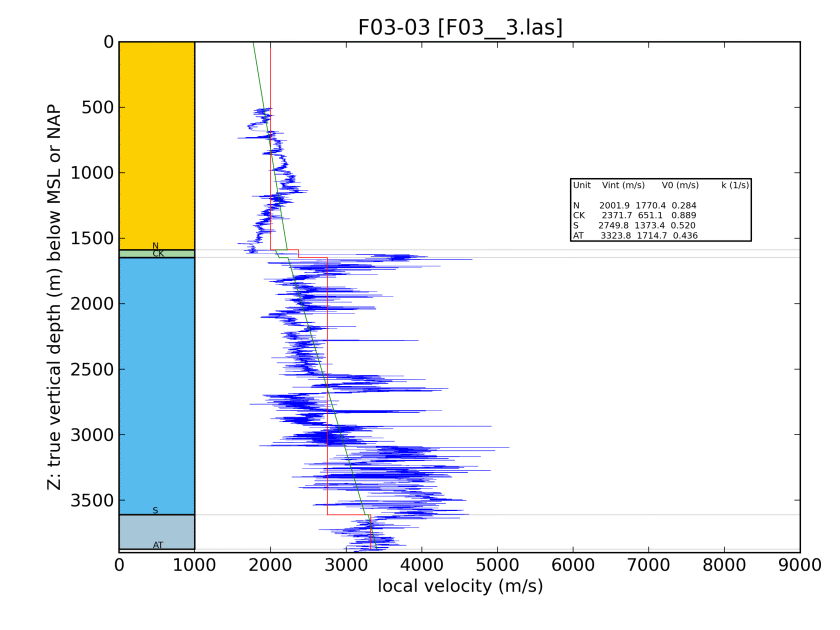 F03-03 [F03__3.las]
0
500
1000
1500
2000
2500
3000
3500
Z: true vertical depth (m) below MSL or NAP
N
CK
S
AT
Unit Vint (m/s) V0 (m/s) k (1/s)
N 2001.9 1770.4 0.284
CK 2371.7 651.1 0.889
S 2749.8 1373.4 0.520
AT 3323.8 1714.7 0.436
0 1000 2000 3000 4000 5000 6000 7000 8000 9000
local velocity (m/s)